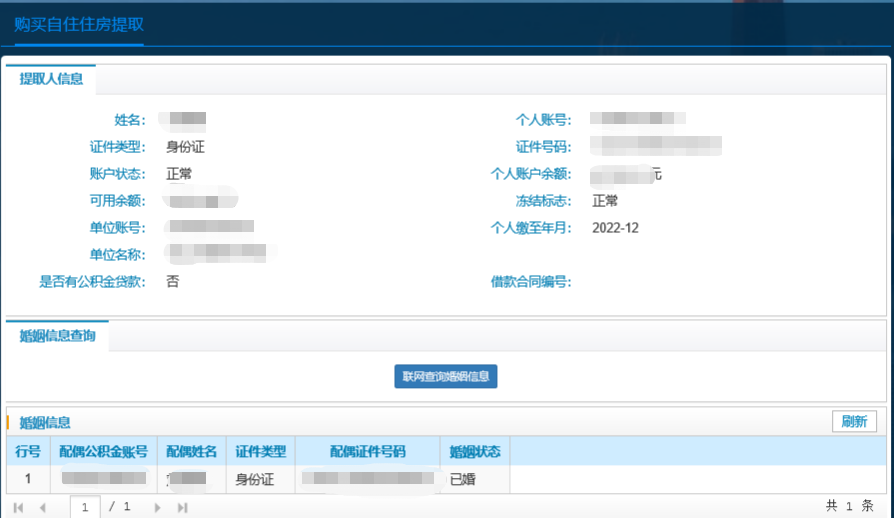 购买自住住房提取
提取人信息
姓名: 个人账号:
证件类型: 身份证 证件号码:
账户状态: 正常 个人账户余额: 元
可用余额: 冻结标志: 正常
单位账号: 个人缴至年月: 2022-12
单位名称:
是否有公积金贷款: 否 借款合同编号:
婚姻信息查询
联网查询婚姻信息
婚姻信息 刷新
行号 配偶公积金账号 配偶姓名 证件类型 配偶证件号码 婚姻状态
1 身份证 已婚
1 / 1 共 1 条